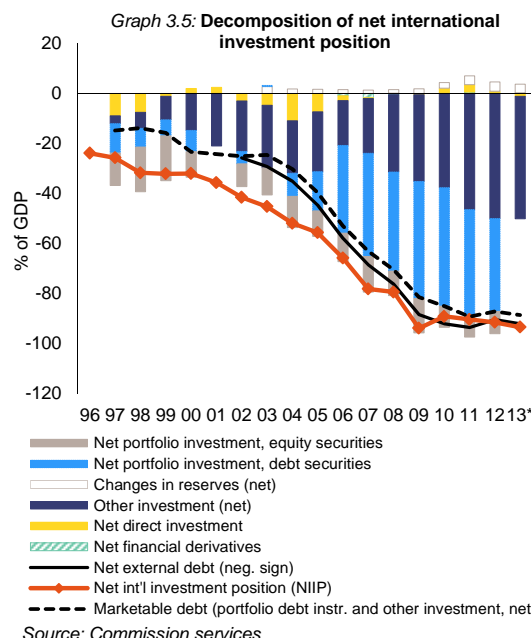 Graph 3.5: Decomposition of net international
investment position
20
0
-20
-40
-60
-80
-100
-120
% of GDP
96 97 98 99 00 01 02 03 04 05 06 07 08 09 10 11 12 13*
Net portfolio investment, equity securities
Net portfolio investment, debt securities
Changes in reserves (net)
Other investment (net)
Net direct investment
Net financial derivatives
Net external debt (neg. sign)
Net int'l investment position (NIIP)
Marketable debt (portfolio debt instr. and other investment, net
Source: Commission services